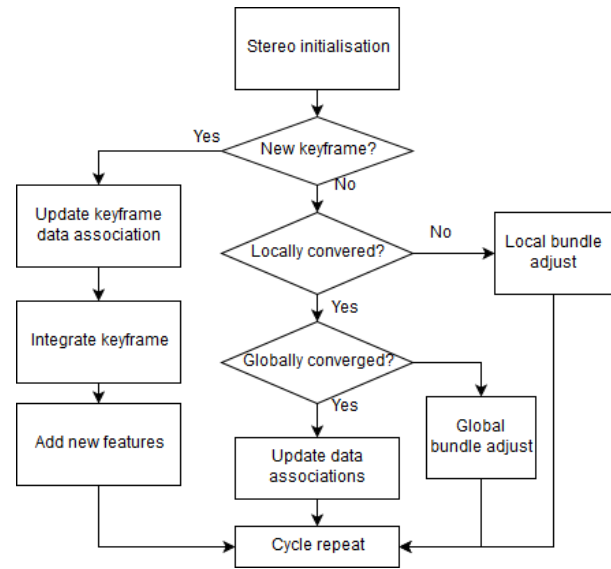 Stereo initialisation
Yes
New keyframe?
No
Update keyframe
data association
Locally convered?
No
Local bundle
adjust
Yes
Integrate keyframe
Globally converged?
Yes
Add new features
Global
bundle adjust
Update data
associations
Cycle repeat